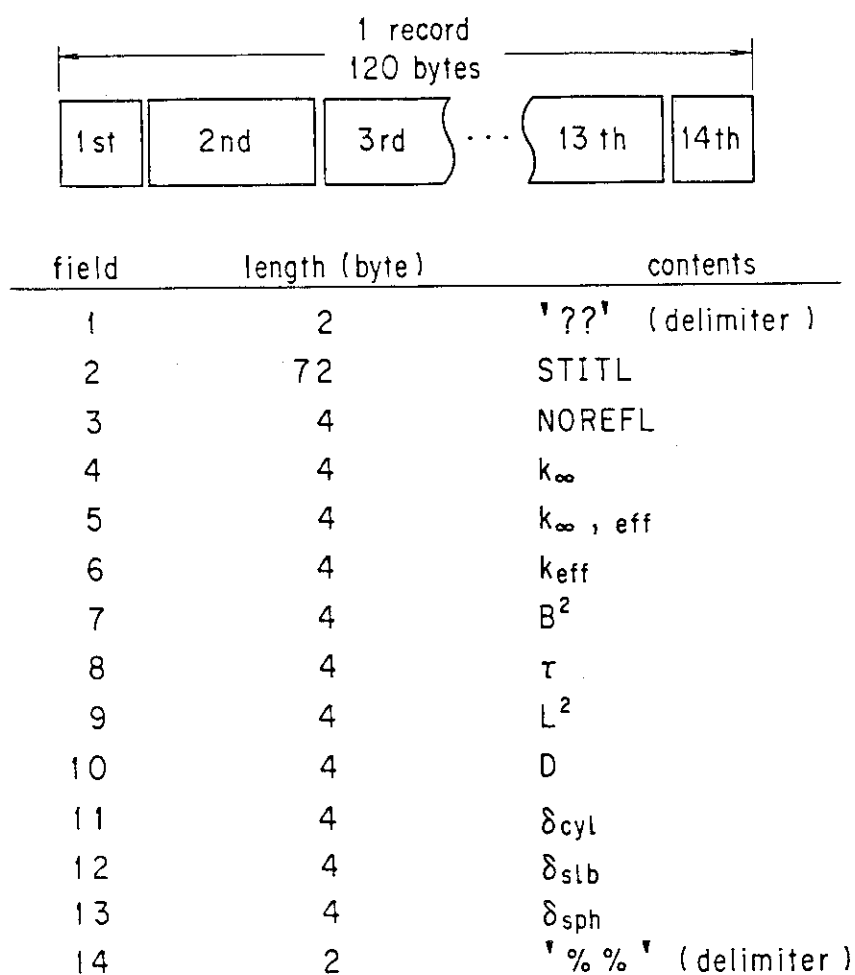 1 record
120 bytes
1st 2nd 3rd ... 13th 14th
field length (byte) contents
1 2 '??' (delimiter)
2 72 STITL
3 4 NOREFL
4 4 k∞
5 4 k∞, eff
6 4 keff
7 4 B²
8 4 τ
9 4 L²
10 4 D
11 4 δcyl
12 4 δslb
13 4 δsph
14 2 '%%' (delimiter)